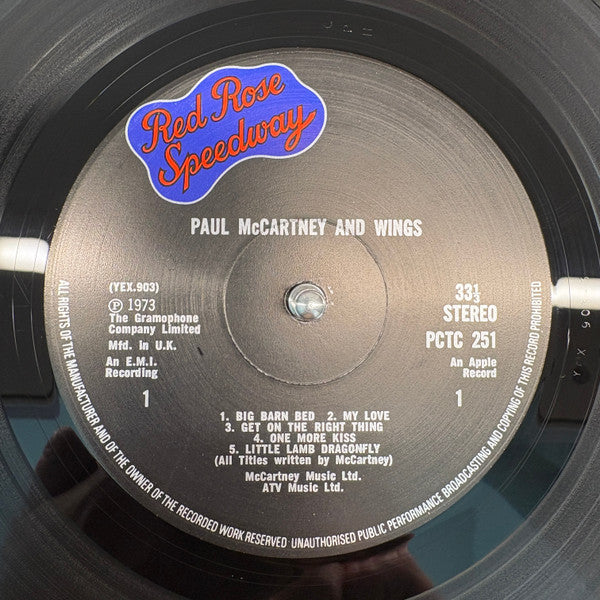 Red Rose
Speedway
PAUL McCARTNEY AND WINGS
(YEX.903)
Ⓟ 1973
The Gramophone
Company Limited
Mfd. in U.K.
An E.M.I.
Recording
1
33⅓
STEREO
PCTC 251
An Apple
Record
1
1. BIG BARN BED 2. MY LOVE
3. GET ON THE RIGHT THING
4. ONE MORE KISS
5. LITTLE LAMB DRAGONFLY
(All Titles written by McCartney)
McCartney Music Ltd.
ATV Music Ltd.
ALL RIGHTS OF THE MANUFACTURER AND OF THE OWNER OF THE RECORDED WORK RESERVED UNAUTHORISED PUBLIC PERFORMANCE BROADCASTING AND COPYING OF THIS RECORD PROHIBITED